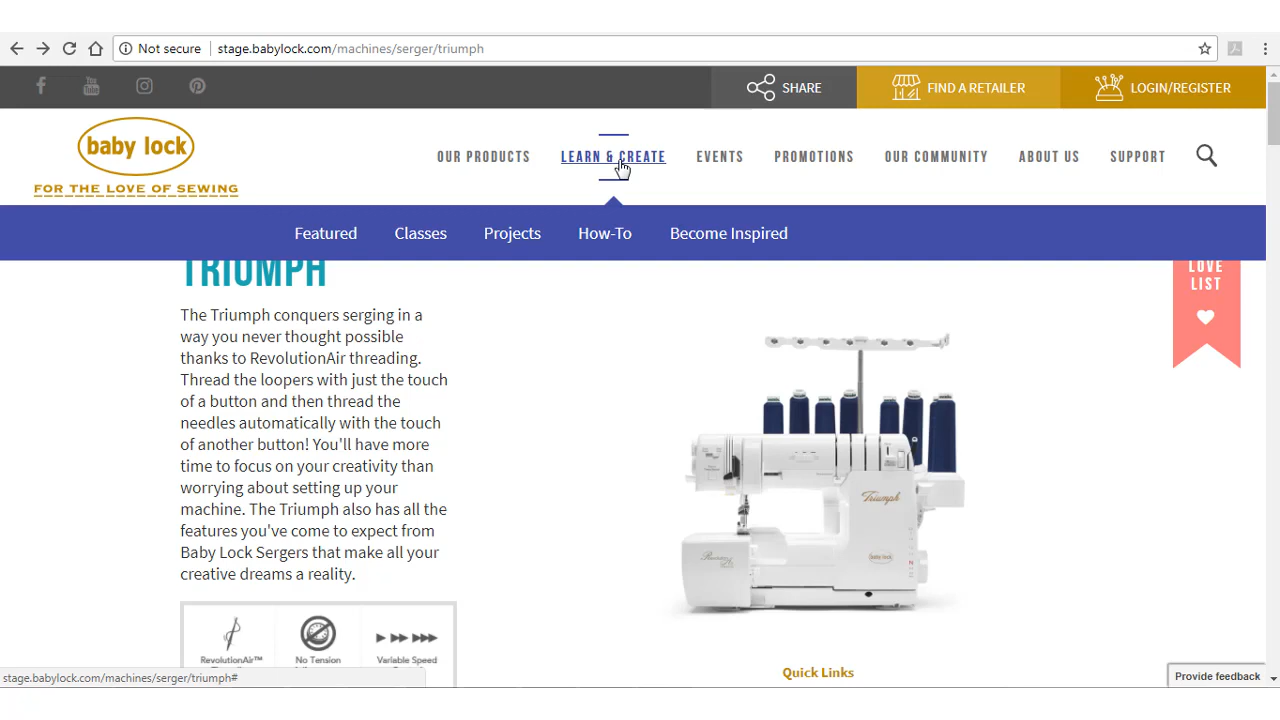 Not secure stage.babylock.com/machines/serger/triumph
SHARE
FIND A RETAILER
LOGIN/REGISTER
baby lock
FOR THE LOVE OF SEWING
OUR PRODUCTS LEARN & CREATE EVENTS PROMOTIONS OUR COMMUNITY ABOUT US SUPPORT
Featured Classes Projects How-To Become Inspired
TRIUMPH
LOVE
LIST
The Triumph conquers serging in a
way you never thought possible
thanks to RevolutionAir threading.
Thread the loopers with just the touch
of a button and then thread the
needles automatically with the touch
of another button! You'll have more
time to focus on your creativity than
worrying about setting up your
machine. The Triumph also has all the
features you've come to expect from
Baby Lock Sergers that make all your
creative dreams a reality.
Triumph
baby lock
RevolutionAir™
No Tension
Variable Speed
Quick Links
stage.babylock.com/machines/serger/triumph#
Provide feedback